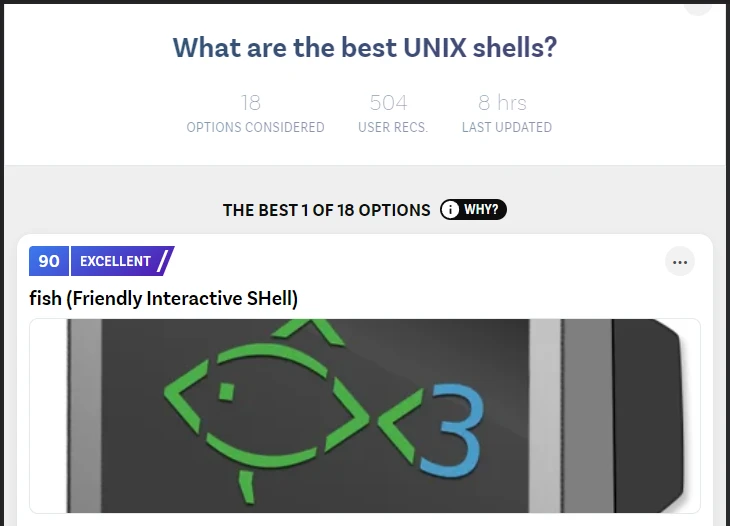 What are the best UNIX shells?
18 504 8 hrs
OPTIONS CONSIDERED USER RECS. LAST UPDATED
THE BEST 1 OF 18 OPTIONS i WHY?
90 EXCELLENT
fish (Friendly Interactive SHell)
<3